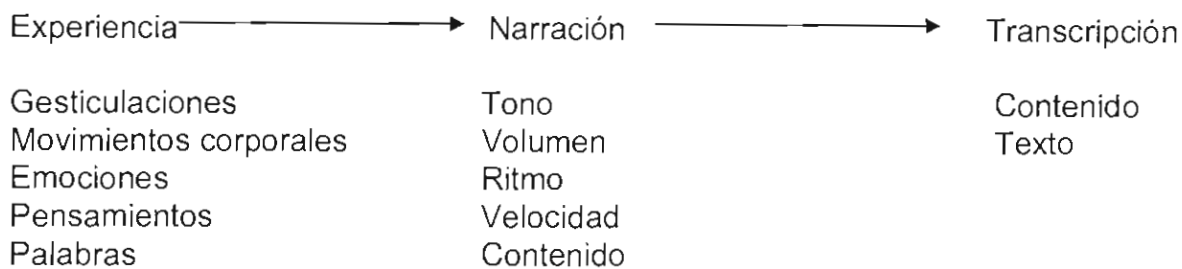 Experiencia Narración Transcripción
Gesticulaciones Tono Contenido
Movimientos corporales Volumen Texto
Emociones Ritmo
Pensamientos Velocidad
Palabras Contenido